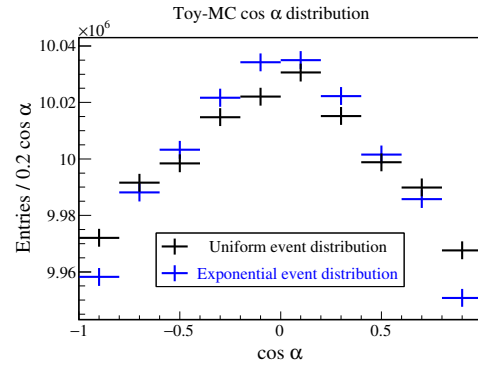 Toy-MC cos α distribution
×10⁶
10.04
10.02
10
9.98
9.96
Entries / 0.2 cos α
Uniform event distribution
Exponential event distribution
−1 −0.5 0 0.5
cos α